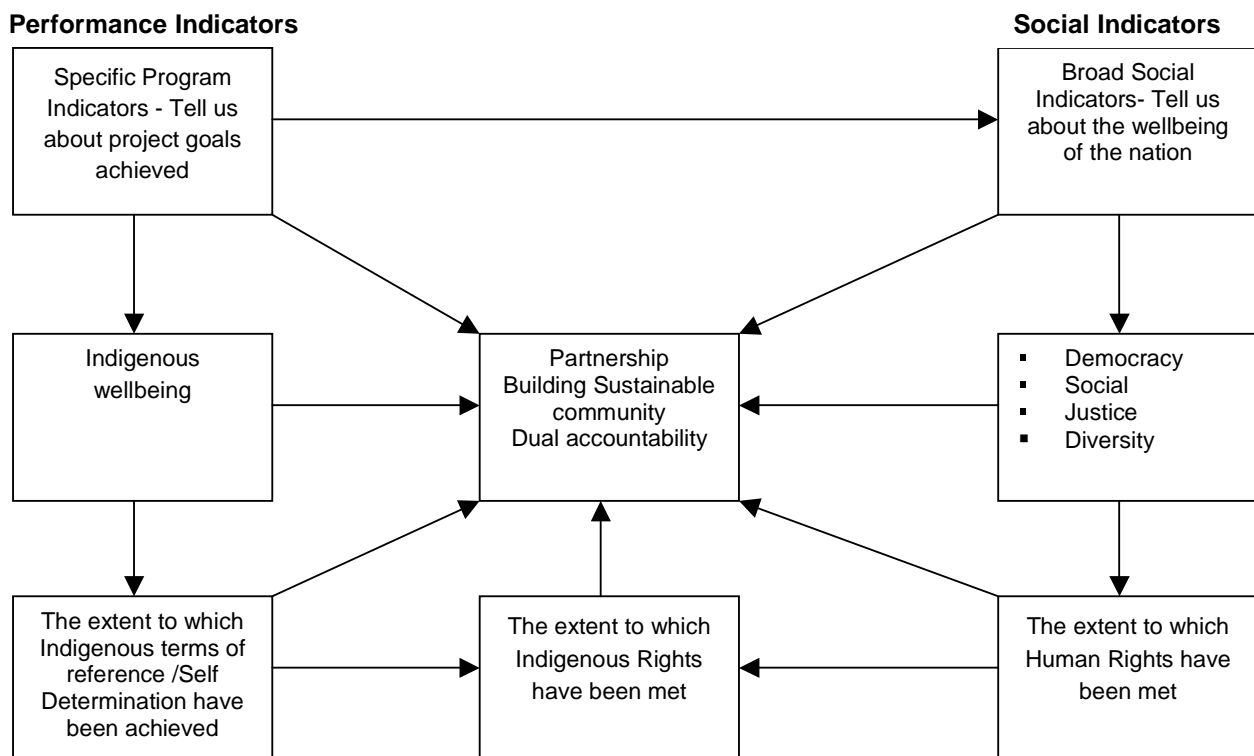 Performance Indicators
Social Indicators
Specific Program
Indicators - Tell us
about project goals
achieved
Broad Social
Indicators- Tell us
about the wellbeing
of the nation
Indigenous
wellbeing
Partnership
Building Sustainable
community
Dual accountability
▪ Democracy
▪ Social
▪ Justice
▪ Diversity
The extent to which
Indigenous terms of
reference /Self
Determination have
been achieved
The extent to which
Indigenous Rights
have been met
The extent to which
Human Rights have
been met